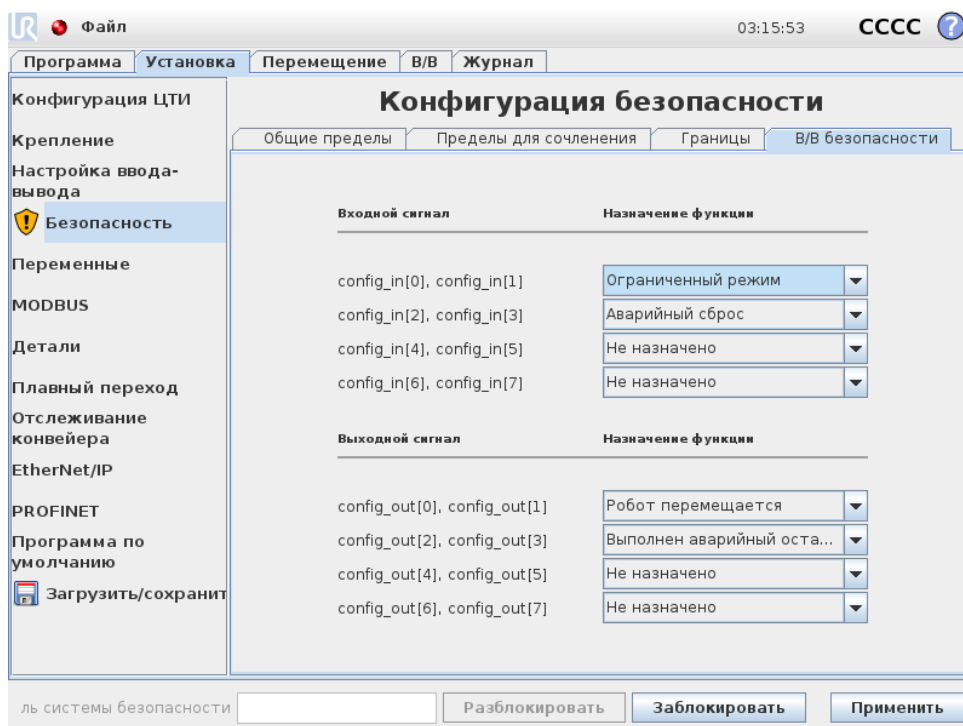 UR Файл 03:15:53 CCCC ?
Программа Установка Перемещение В/В Журнал
Конфигурация ЦТИ
Крепление
Настройка ввода-
вывода
Безопасность
Переменные
MODBUS
Детали
Плавный переход
Отслеживание
конвейера
EtherNet/IP
PROFINET
Программа по
умолчанию
Загрузить/сохранит
Конфигурация безопасности
Общие пределы Пределы для сочленения Границы В/В безопасности
Входной сигнал Назначение функции
config_in[0], config_in[1] Ограниченный режим
config_in[2], config_in[3] Аварийный сброс
config_in[4], config_in[5] Не назначено
config_in[6], config_in[7] Не назначено
Выходной сигнал Назначение функции
config_out[0], config_out[1] Робот перемещается
config_out[2], config_out[3] Выполнен аварийный оста...
config_out[4], config_out[5] Не назначено
config_out[6], config_out[7] Не назначено
ль системы безопасности Разблокировать Заблокировать Применить